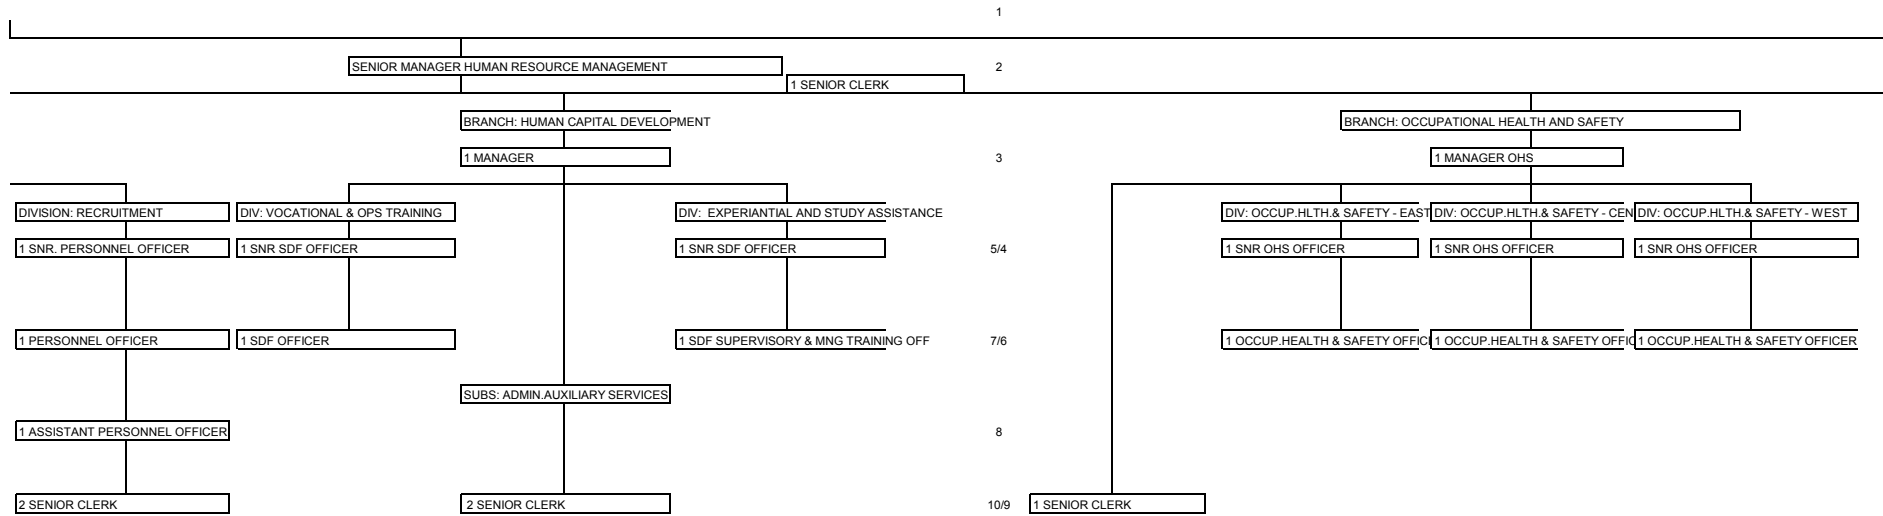 1
SENIOR MANAGER HUMAN RESOURCE MANAGEMENT
2
1 SENIOR CLERK
BRANCH: HUMAN CAPITAL DEVELOPMENT
BRANCH: OCCUPATIONAL HEALTH AND SAFETY
1 MANAGER
3
1 MANAGER OHS
DIVISION: RECRUITMENT
DIV: VOCATIONAL & OPS TRAINING
DIV: EXPERIANTIAL AND STUDY ASSISTANCE
DIV: OCCUP.HLTH.& SAFETY - EAST
DIV: OCCUP.HLTH.& SAFETY - CEN
DIV: OCCUP.HLTH.& SAFETY - WEST
1 SNR. PERSONNEL OFFICER
1 SNR SDF OFFICER
1 SNR SDF OFFICER
5/4
1 SNR OHS OFFICER
1 SNR OHS OFFICER
1 SNR OHS OFFICER
1 PERSONNEL OFFICER
1 SDF OFFICER
1 SDF SUPERVISORY & MNG TRAINING OFF
7/6
1 OCCUP.HEALTH & SAFETY OFFIC
1 OCCUP.HEALTH & SAFETY OFFIC
1 OCCUP.HEALTH & SAFETY OFFICER
SUBS: ADMIN.AUXILIARY SERVICES
1 ASSISTANT PERSONNEL OFFICER
8
2 SENIOR CLERK
2 SENIOR CLERK
10/9
1 SENIOR CLERK